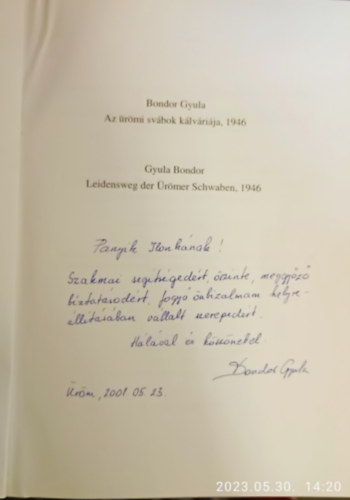 Bondor Gyula
Az ürömi svábok kálváriája, 1946
Gyula Bondor
Leidensweg der Ürömer Schwaben, 1946
Panyik Ilonkának!
Szakmai segítségedért, őszinte, meggyőző
bíztatásodért, fogyó önbizalmam helyre-
állításában vállalt szerepedért.
Hálával és köszönettel.
Bondor Gyula
Üröm, 2001. 05. 23.
2023.05.30. 14:20